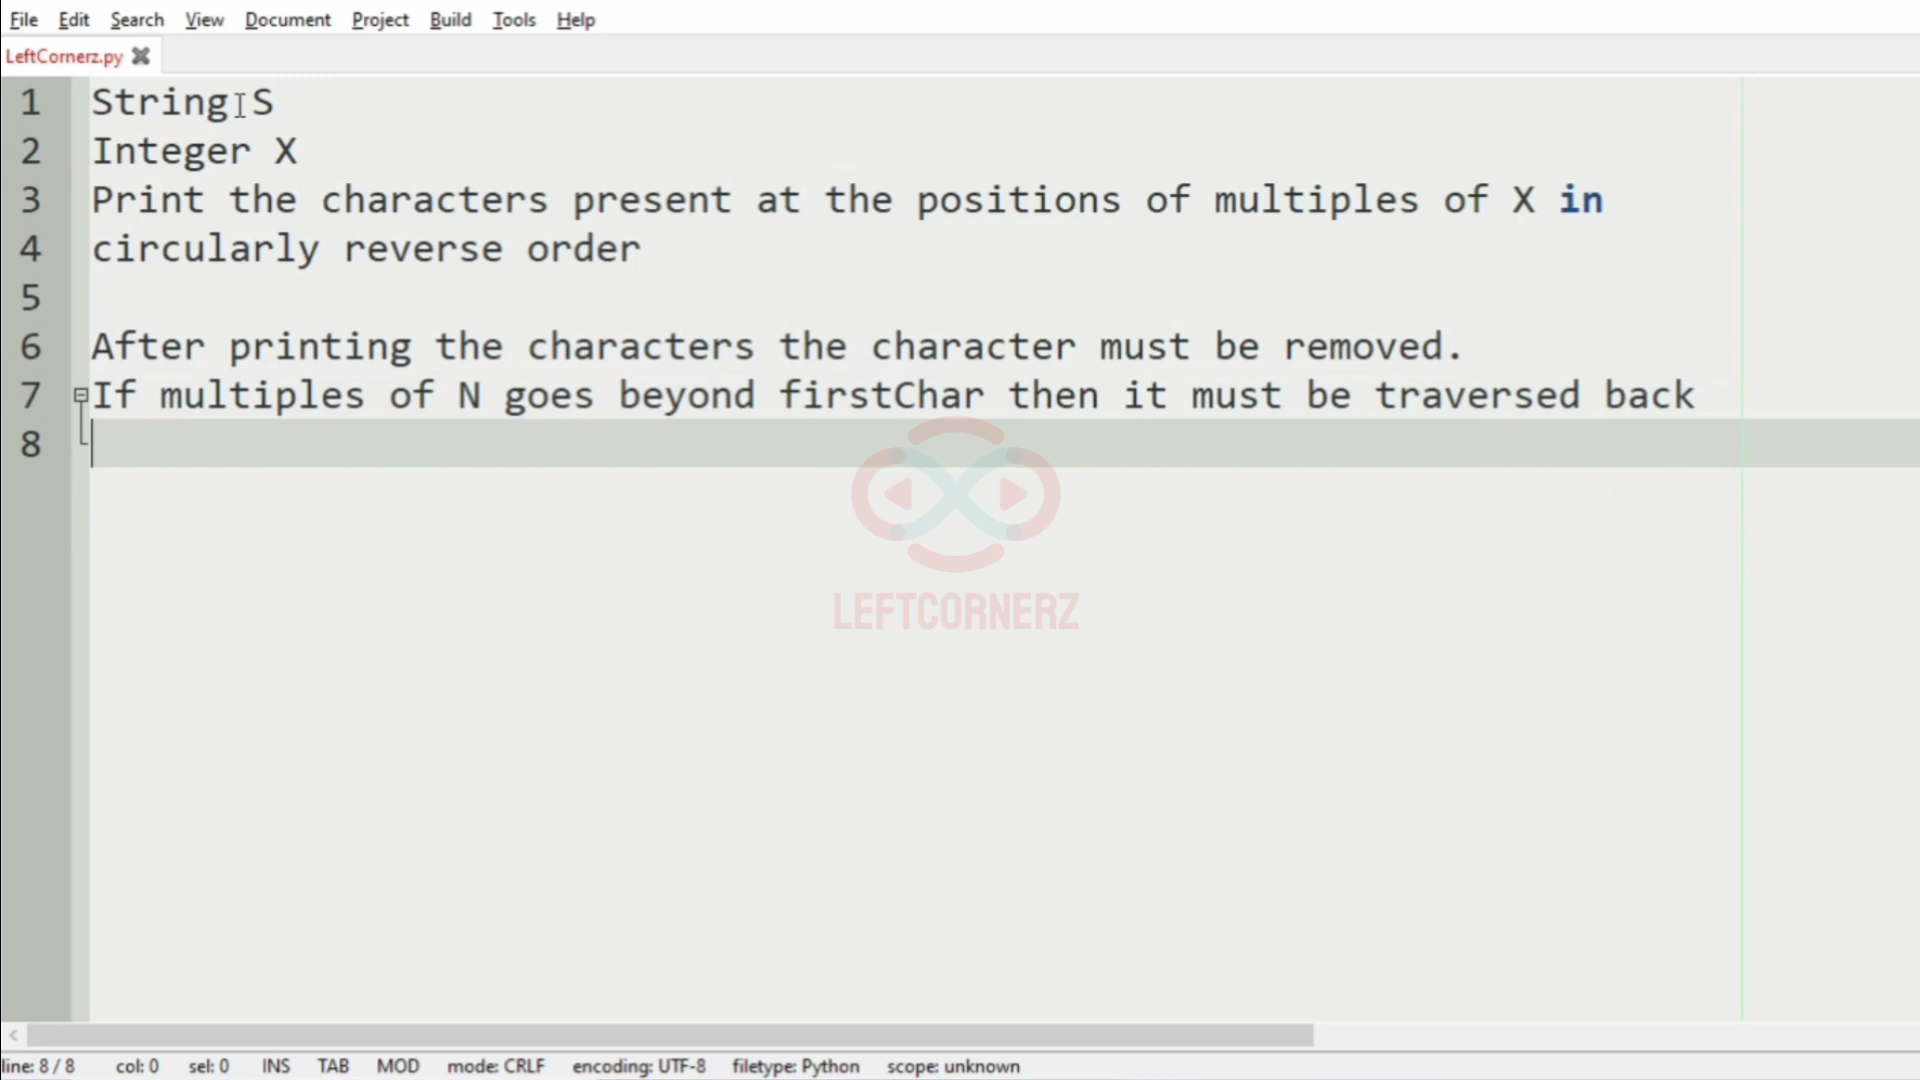 File Edit Search View Document Project Build Tools Help
LeftCornerz.py
1 String S
2 Integer X
3 Print the characters present at the positions of multiples of X in
4 circularly reverse order
5
6 After printing the characters the character must be removed.
7 If multiples of N goes beyond firstChar then it must be traversed back
8
LEFTCORNERZ
line: 8 / 8 col: 0 sel: 0 INS TAB MOD mode: CRLF encoding: UTF-8 filetype: Python scope: unknown